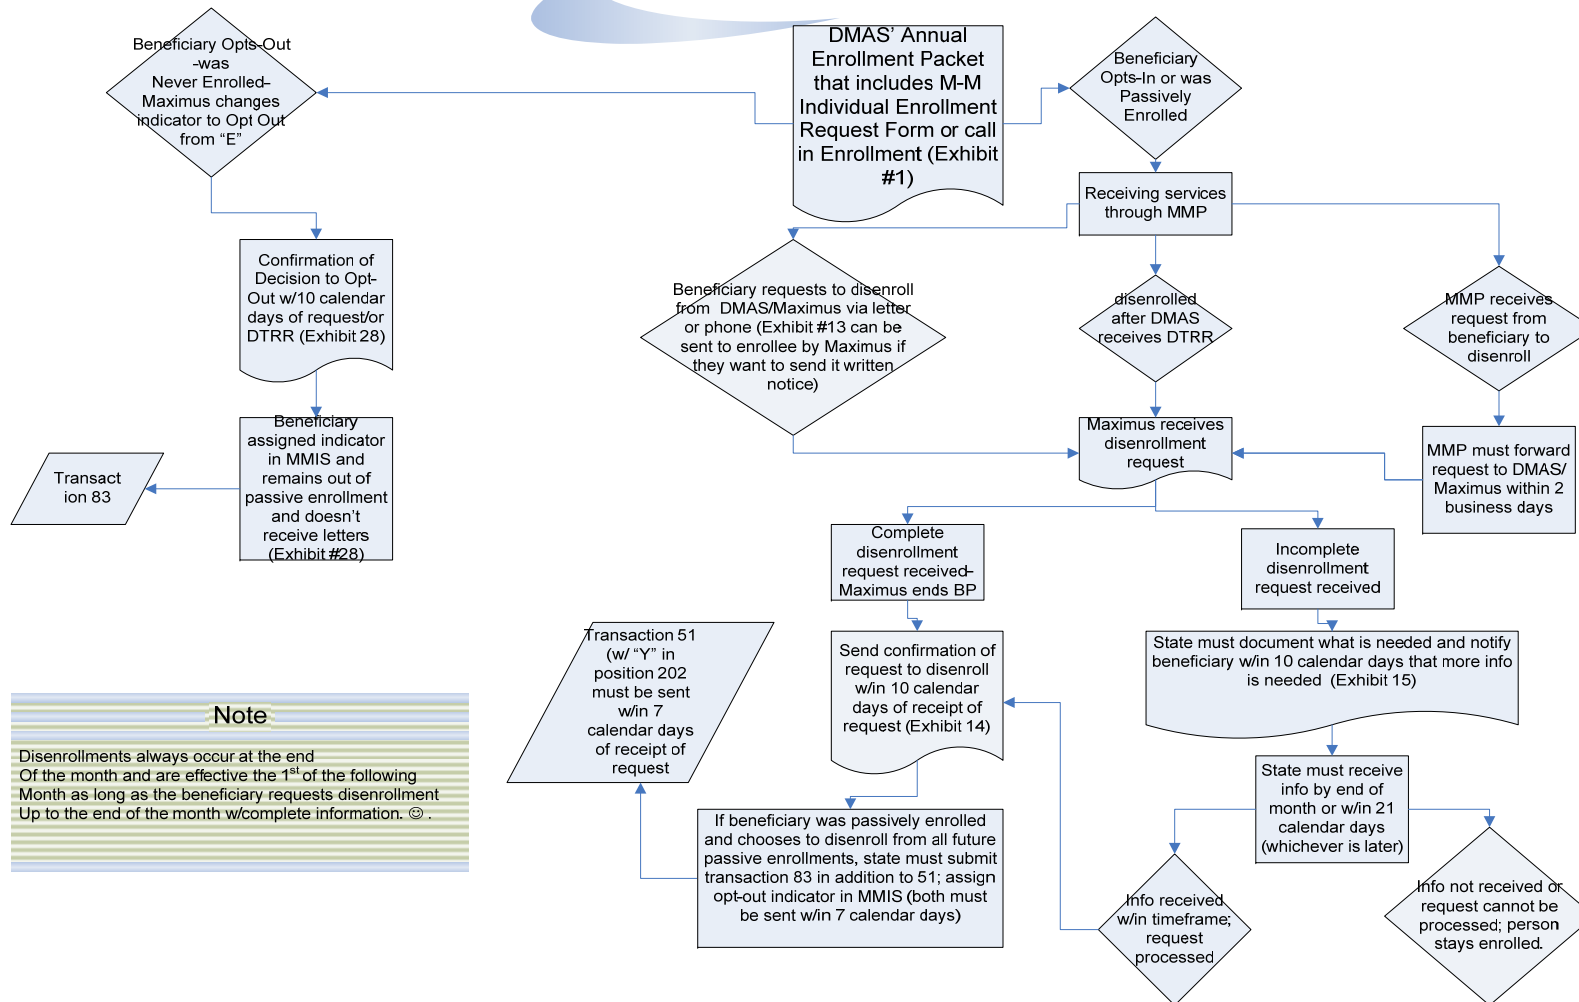 Beneficiary Opts-Out
-was
Never Enrolled–
Maximus changes
indicator to Opt Out
from “E”
DMAS’ Annual
Enrollment Packet
that includes M-M
Individual Enrollment
Request Form or call
in Enrollment (Exhibit
#1)
Beneficiary
Opts-In or was
Passively
Enrolled
Receiving services
through MMP
Confirmation of
Decision to Opt-
Out w/10 calendar
days of request/or
DTRR (Exhibit 28)
Beneficiary requests to disenroll
from DMAS/Maximus via letter
or phone (Exhibit #13 can be
sent to enrollee by Maximus if
they want to send it written
notice)
disenrolled
after DMAS
receives DTRR
MMP receives
request from
beneficiary to
disenroll
Beneficiary
assigned indicator
in MMIS and
remains out of
passive enrollment
and doesn’t
receive letters
(Exhibit #28)
Transact
ion 83
Maximus receives
disenrollment
request
MMP must forward
request to DMAS/
Maximus within 2
business days
Complete
disenrollment
request received–
Maximus ends BP
Incomplete
disenrollment
request received
Transaction 51
(w/ “Y” in
position 202
must be sent
w/in 7
calendar days
of receipt of
request
Send confirmation of
request to disenroll
w/in 10 calendar
days of receipt of
request (Exhibit 14)
State must document what is needed and notify
beneficiary w/in 10 calendar days that more info
is needed (Exhibit 15)
Note
Disenrollments always occur at the end
Of the month and are effective the 1st of the following
Month as long as the beneficiary requests disenrollment
Up to the end of the month w/complete information. ☺ .
If beneficiary was passively enrolled
and chooses to disenroll from all future
passive enrollments, state must submit
transaction 83 in addition to 51; assign
opt-out indicator in MMIS (both must
be sent w/in 7 calendar days)
State must receive
info by end of
month or w/in 21
calendar days
(whichever is later)
Info received
w/in timeframe;
request
processed
Info not received or
request cannot be
processed; person
stays enrolled.